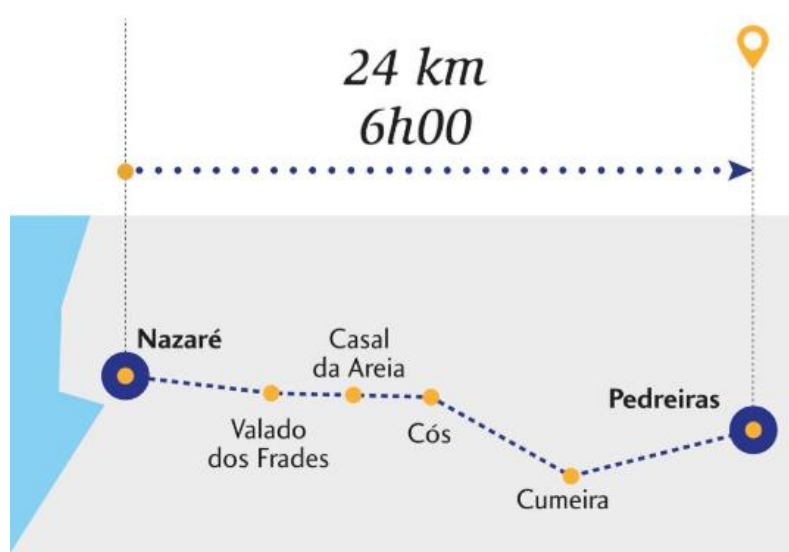 24 km
6h00
Nazaré
Casal
da Areia
Valado
dos Frades
Cós
Pedreiras
Cumeira